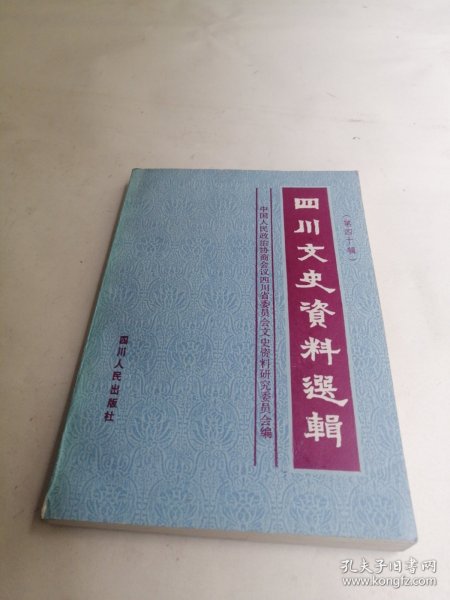 （第四十辑）
四川文史資料選輯
中国人民政治协商会议四川省委员会文史资料研究委员会编
四川人民出版社
孔夫子旧书网
www.kongfz.com